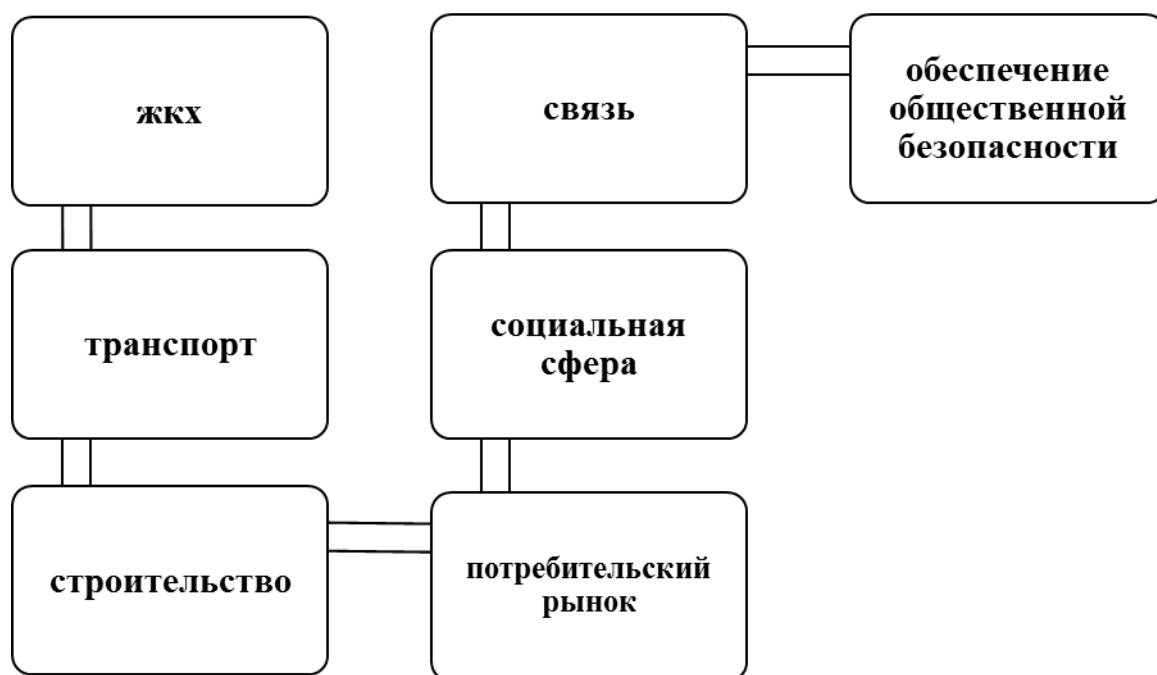 жкх
транспорт
строительство
потребительский
рынок
социальная
сфера
связь
обеспечение
общественной
безопасности